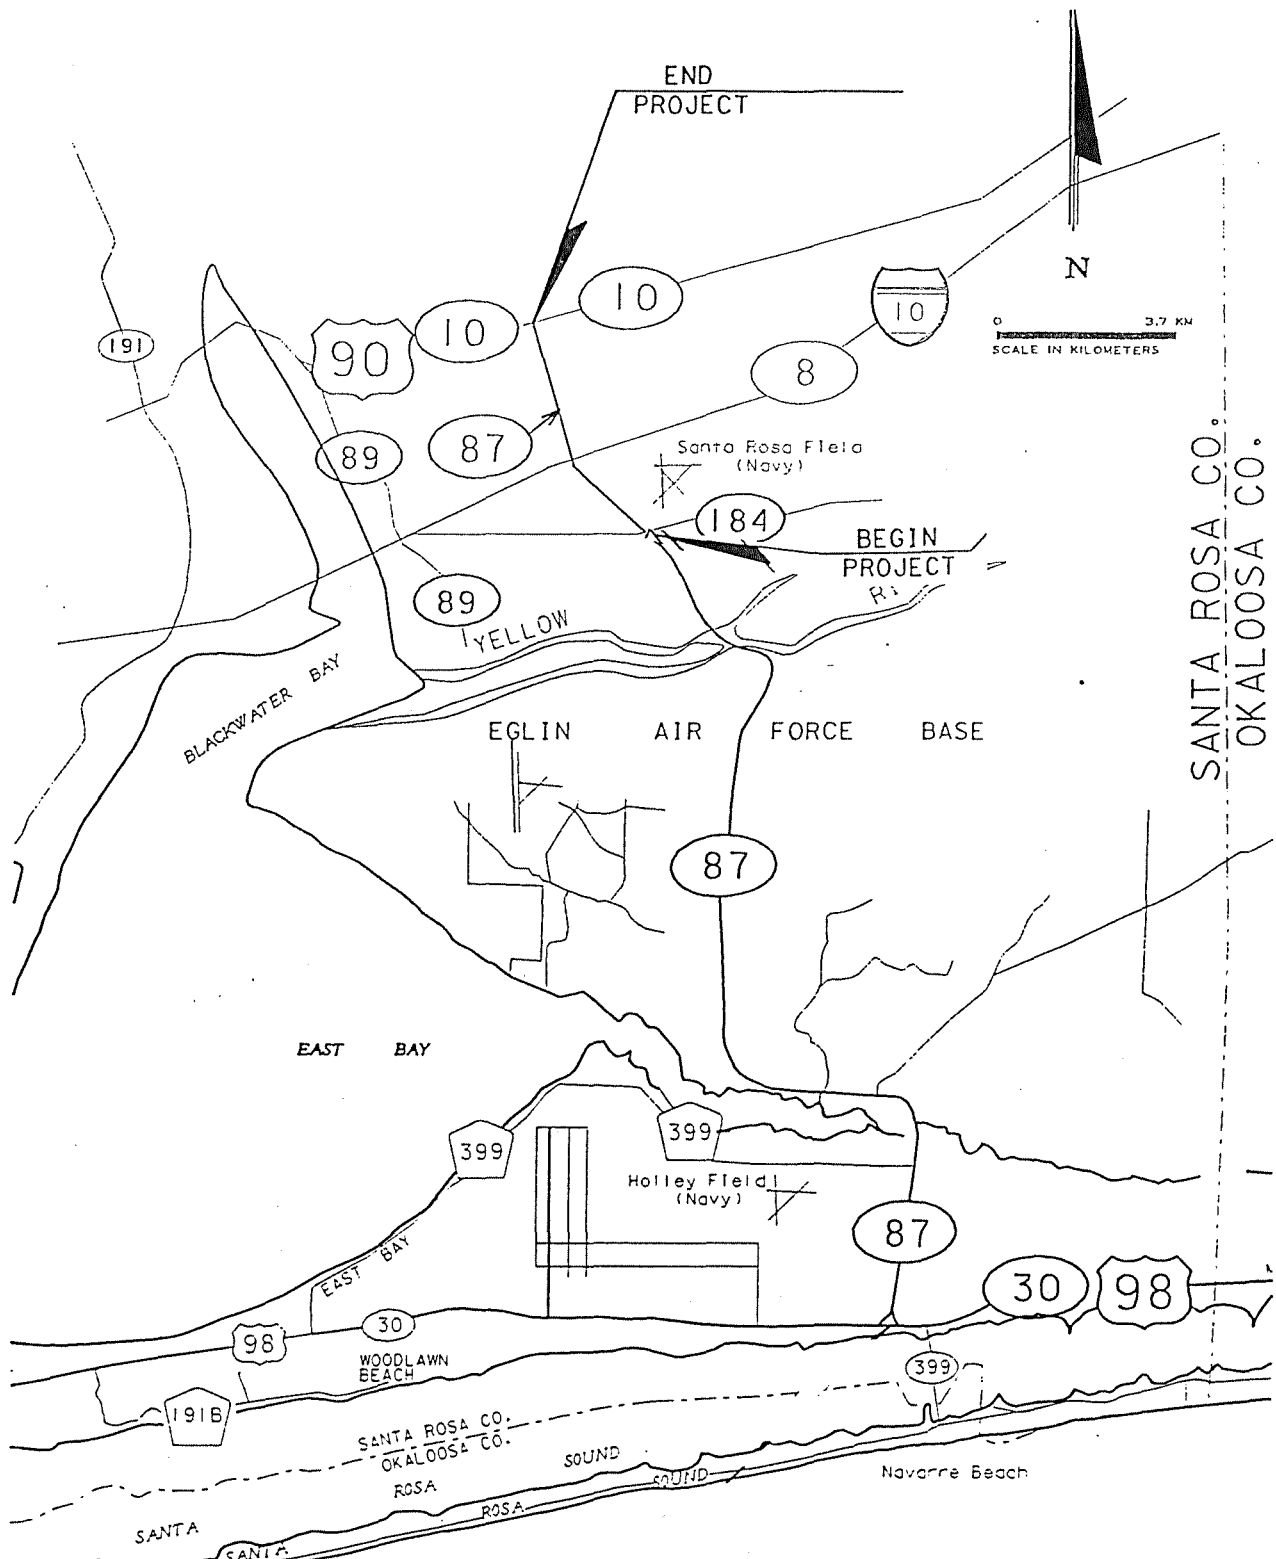 END
PROJECT
N
0 3.7 KM
SCALE IN KILOMETERS
10
10
90
10
191
8
87
89
Santa Rosa Field
(Navy)
184
BEGIN
PROJECT
89
YELLOW
RI
BLACKWATER BAY
EGLIN AIR FORCE BASE
SANTA ROSA CO.
OKALOOSA CO.
87
EAST BAY
399
399
Holley Field
(Navy)
87
EAST BAY
30
98
30
98
WOODLAWN
BEACH
399
191B
SANTA ROSA CO.
OKALOOSA CO.
SOUND
SOUND
Navarre Beach
ROSA
ROSA
SANTA
SANTA